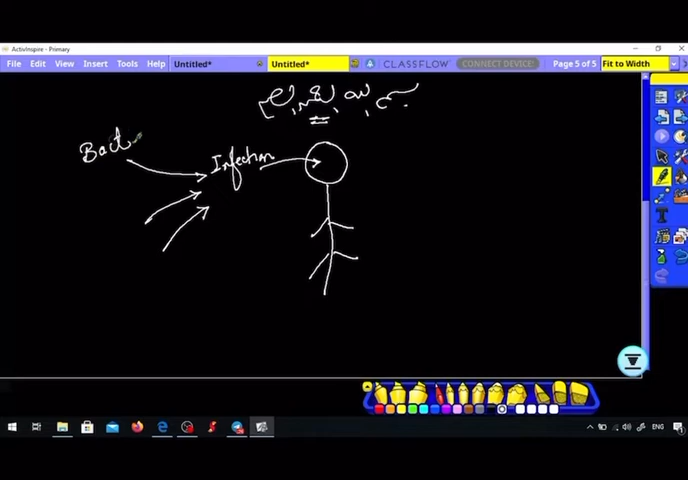 ActivInspire - Primary
File Edit View Insert Tools Help Untitled* Untitled* CLASSFLOW CONNECT DEVICE Page 5 of 5 Fit to Width
Bact
Infection
ENG